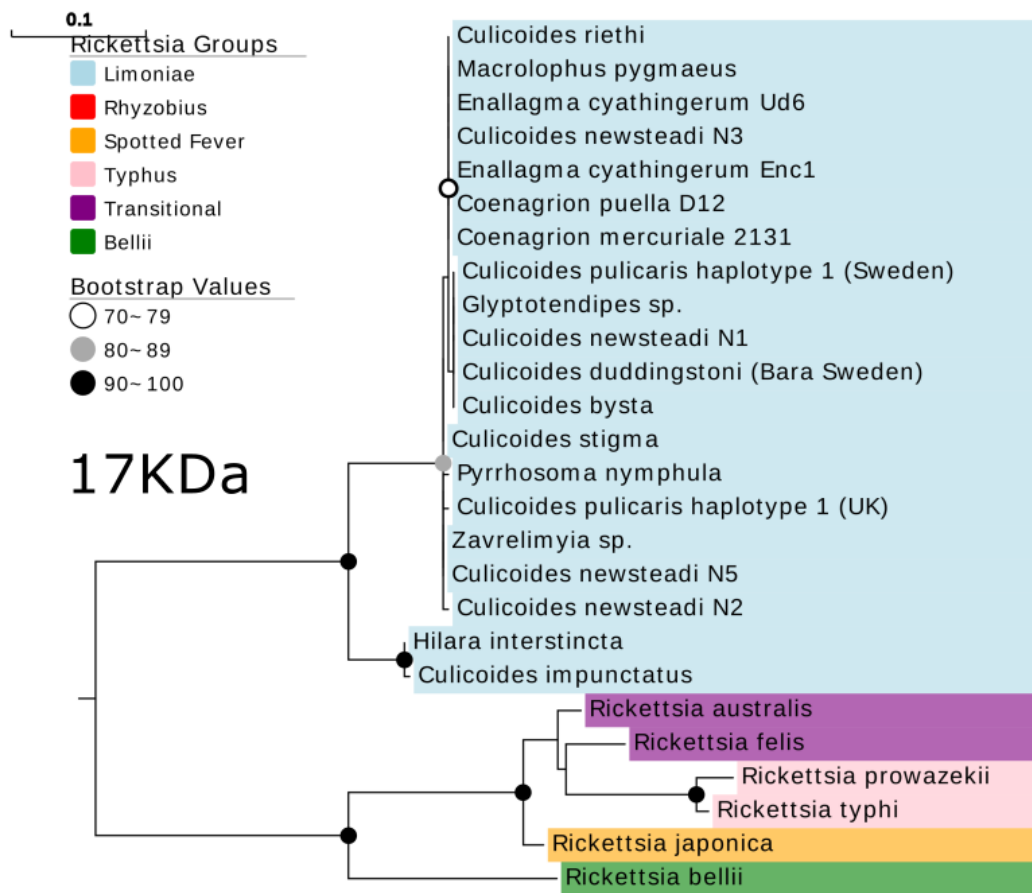 0.1
Rickettsia Groups
Limoniae
Rhyzobius
Spotted Fever
Typhus
Transitional
Bellii
Bootstrap Values
70~79
80~89
90~100
17KDa
Culicoides riethi
Macrolophus pygmaeus
Enallagma cyathingerum Ud6
Culicoides newsteadi N3
Enallagma cyathingerum Enc1
Coenagrion puella D12
Coenagrion mercuriale 2131
Culicoides pulicaris haplotype 1 (Sweden)
Glyptotendipes sp.
Culicoides newsteadi N1
Culicoides duddingstoni (Bara Sweden)
Culicoides bysta
Culicoides stigma
Pyrrhosoma nymphula
Culicoides pulicaris haplotype 1 (UK)
Zavrelimyia sp.
Culicoides newsteadi N5
Culicoides newsteadi N2
Hilara interstincta
Culicoides impunctatus
Rickettsia australis
Rickettsia felis
Rickettsia prowazekii
Rickettsia typhi
Rickettsia japonica
Rickettsia bellii